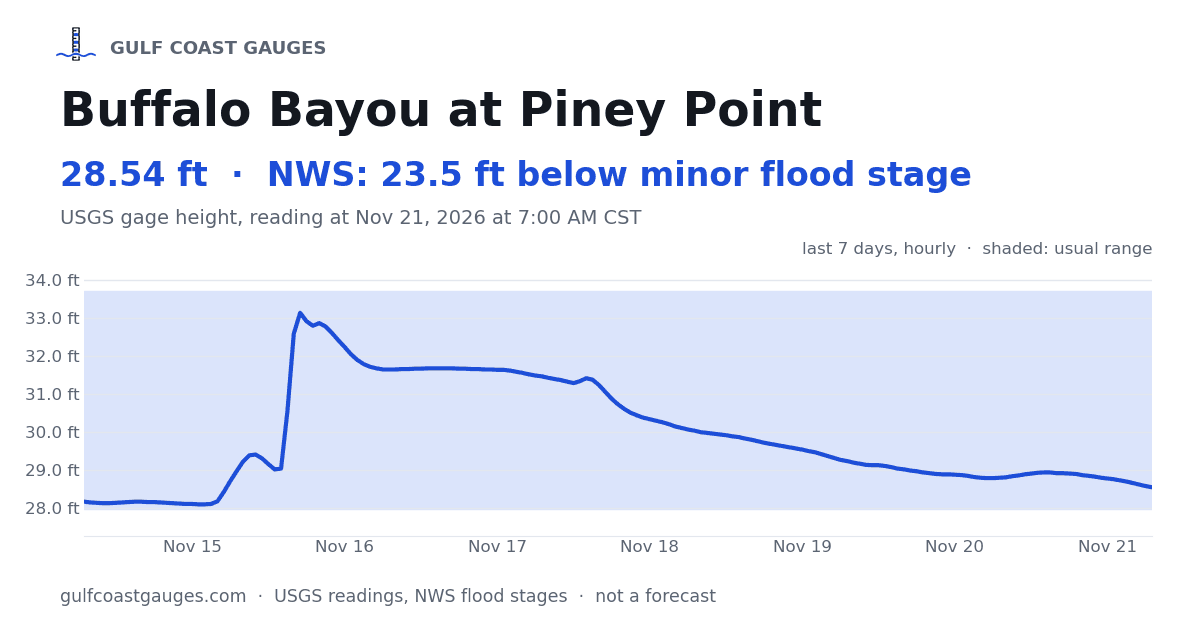 GULF COAST GAUGES
Buffalo Bayou at Piney Point
28.54 ft · NWS: 23.5 ft below minor flood stage
USGS gage height, reading at Nov 21, 2026 at 7:00 AM CST
last 7 days, hourly · shaded: usual range
34.0 ft
33.0 ft
32.0 ft
31.0 ft
30.0 ft
29.0 ft
28.0 ft
Nov 15 Nov 16 Nov 17 Nov 18 Nov 19 Nov 20 Nov 21
gulfcoastgauges.com · USGS readings, NWS flood stages · not a forecast